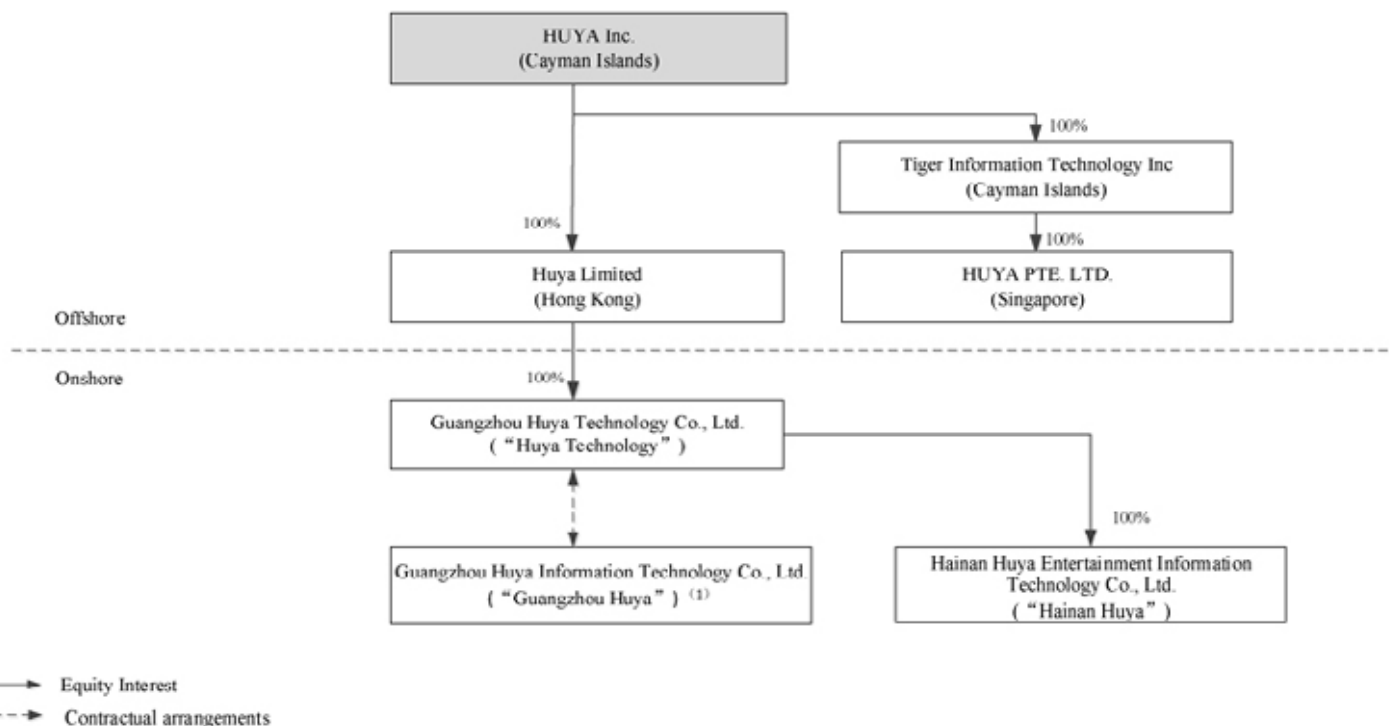 HUYA Inc.
(Cayman Islands)
100%
Tiger Information Technology Inc
(Cayman Islands)
100%
100%
Huya Limited
(Hong Kong)
HUYA PTE. LTD.
(Singapore)
Offshore
Onshore
100%
Guangzhou Huya Technology Co., Ltd.
(“Huya Technology”)
100%
Guangzhou Huya Information Technology Co., Ltd.
(“Guangzhou Huya”) (1)
Hainan Huya Entertainment Information
Technology Co., Ltd.
(“Hainan Huya”)
Equity Interest
Contractual arrangements